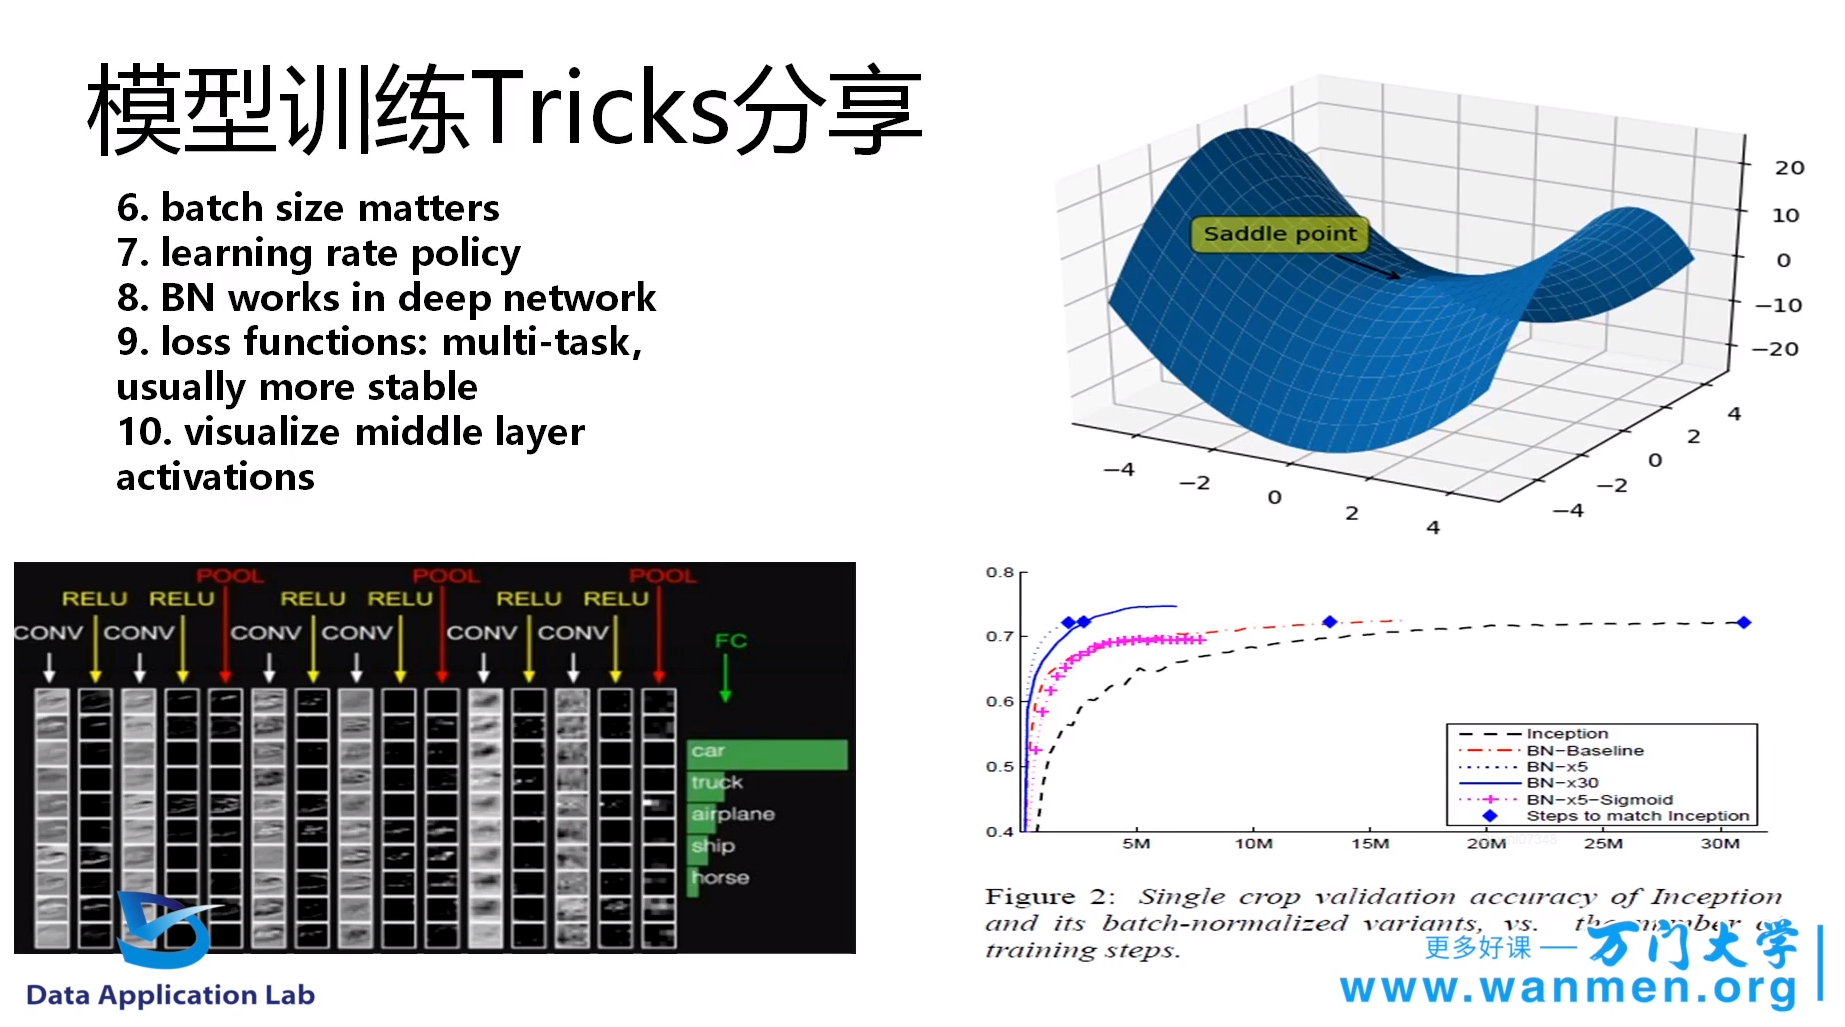 模型训练Tricks分享
6. batch size matters
7. learning rate policy
8. BN works in deep network
9. loss functions: multi-task,
usually more stable
10. visualize middle layer
activations
Saddle point
20
10
0
−10
−20
−4
−2
0
2
4
−4
−2
0
2
4
POOL POOL POOL
RELU RELU RELU RELU RELU RELU
CONV CONV CONV CONV CONV CONV
FC
car
truck
airplane
ship
horse
0.8
0.7
0.6
0.5
0.4
5M 10M 15M 20M 25M 30M
Inception
BN−Baseline
BN−x5
BN−x30
BN−x5−Sigmoid
Steps to match Inception
Figure 2: Single crop validation accuracy of Inception
and its batch-normalized variants, vs. the number of
training steps.
Data Application Lab
更多好课 — 万门大学
www.wanmen.org